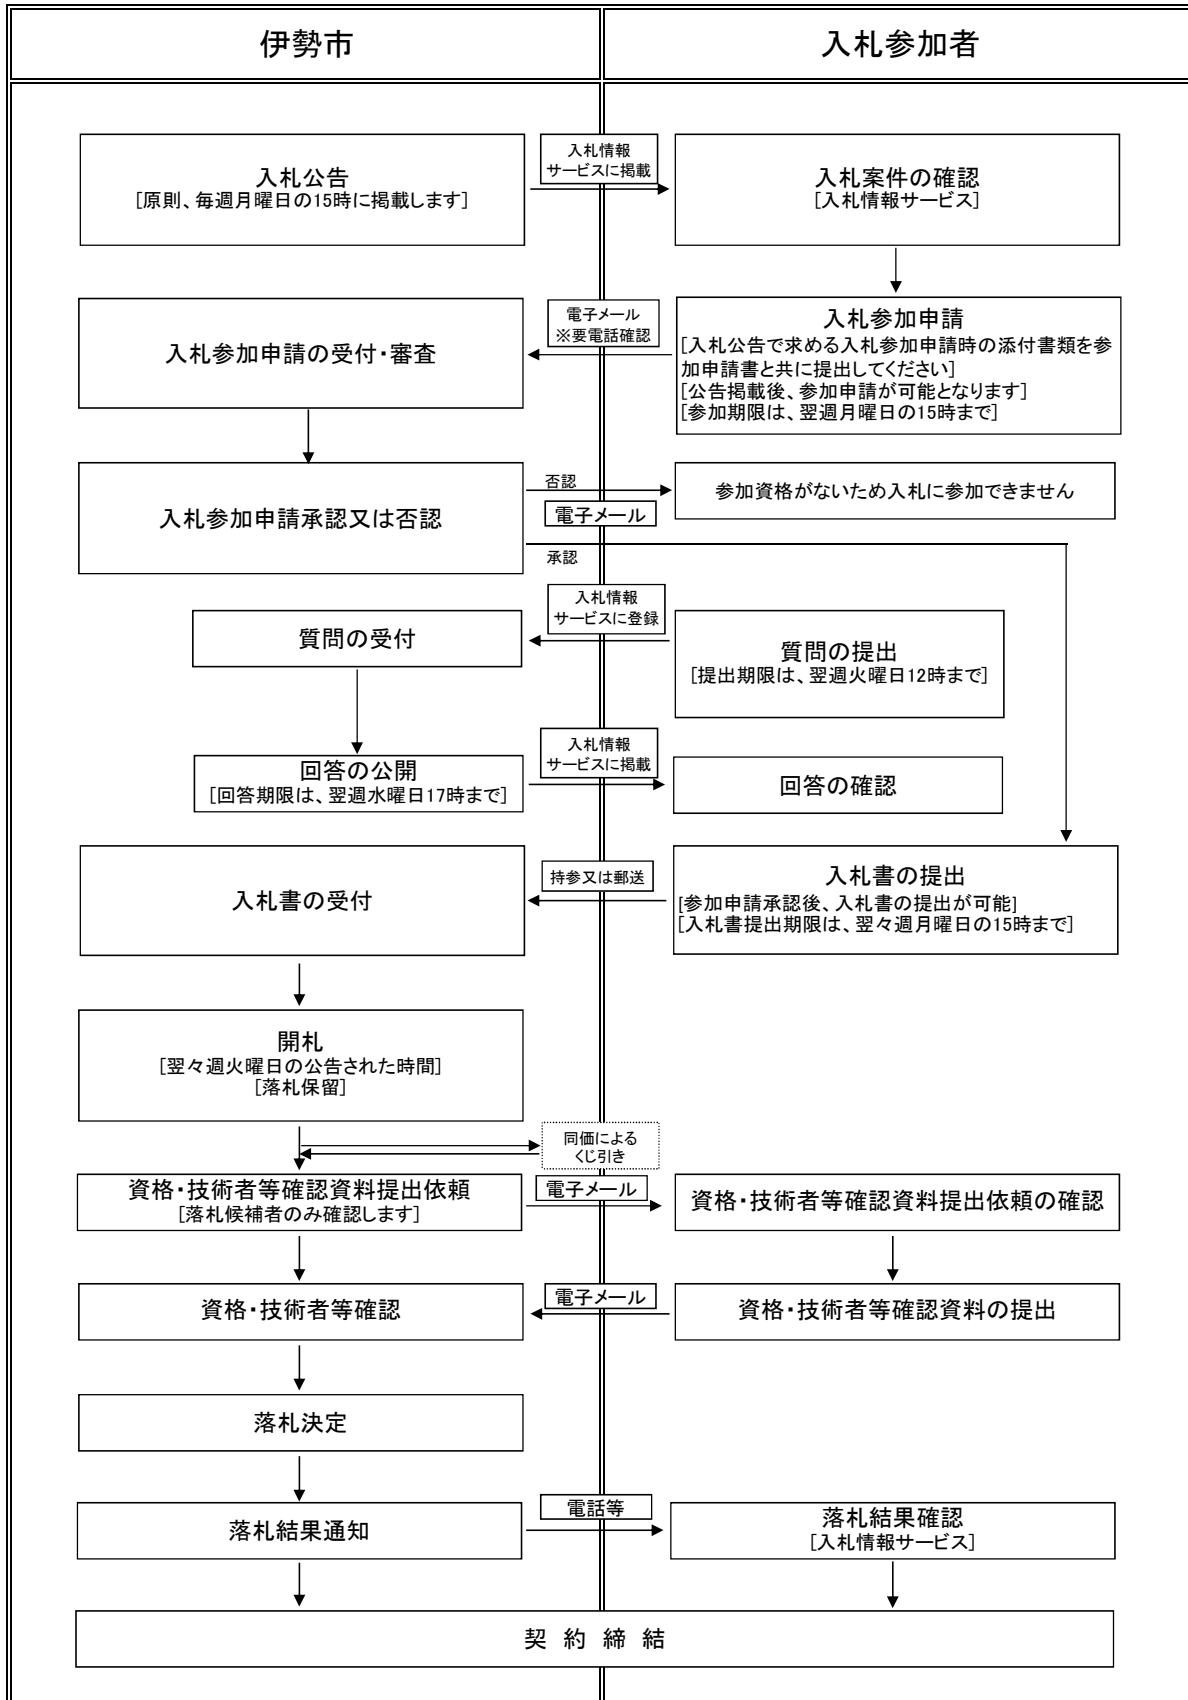 伊勢市
入札参加者
入札公告
[原則、毎週月曜日の15時に掲載します]
入札情報
サービスに掲載
入札案件の確認
[入札情報サービス]
入札参加申請の受付・審査
電子メール
※要電話確認
入札参加申請
[入札公告で求める入札参加申請時の添付書類を参
加申請書と共に提出してください]
[公告掲載後、参加申請が可能となります]
[参加期限は、翌週月曜日の15時まで]
入札参加申請承認又は否認
否認
電子メール
承認
参加資格がないため入札に参加できません
質問の受付
入札情報
サービスに登録
質問の提出
[提出期限は、翌週火曜日12時まで]
回答の公開
[回答期限は、翌週水曜日17時まで]
入札情報
サービスに掲載
回答の確認
入札書の受付
持参又は郵送
入札書の提出
[参加申請承認後、入札書の提出が可能]
[入札書提出期限は、翌々週月曜日の15時まで]
開札
[翌々週火曜日の公告された時間]
[落札保留]
同価による
くじ引き
資格・技術者等確認資料提出依頼
[落札候補者のみ確認します]
電子メール
資格・技術者等確認資料提出依頼の確認
資格・技術者等確認
電子メール
資格・技術者等確認資料の提出
落札決定
落札結果通知
電話等
落札結果確認
[入札情報サービス]
契 約 締 結